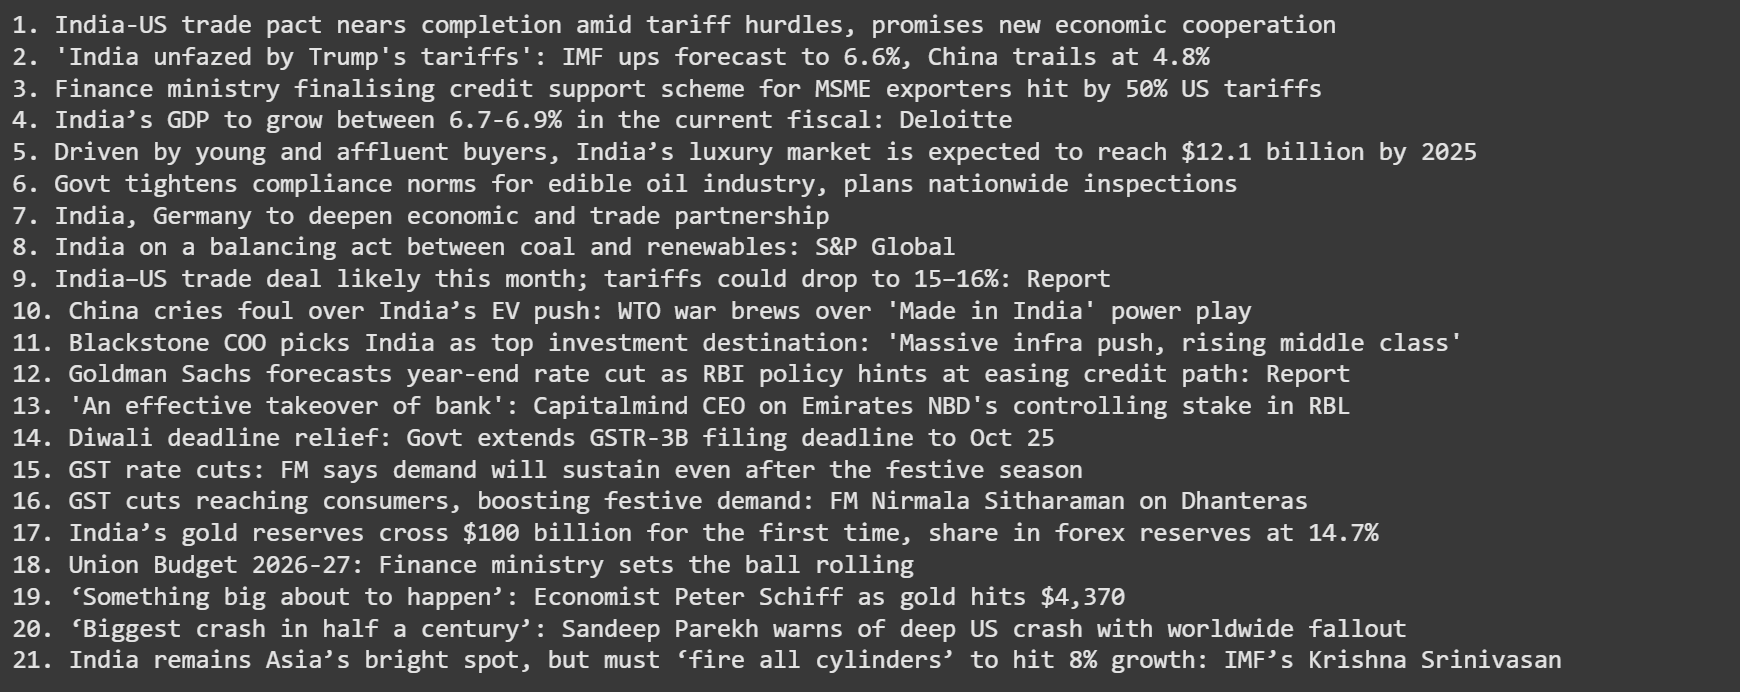 1. India-US trade pact nears completion amid tariff hurdles, promises new economic cooperation
2. 'India unfazed by Trump's tariffs': IMF ups forecast to 6.6%, China trails at 4.8%
3. Finance ministry finalising credit support scheme for MSME exporters hit by 50% US tariffs
4. India’s GDP to grow between 6.7-6.9% in the current fiscal: Deloitte
5. Driven by young and affluent buyers, India’s luxury market is expected to reach $12.1 billion by 2025
6. Govt tightens compliance norms for edible oil industry, plans nationwide inspections
7. India, Germany to deepen economic and trade partnership
8. India on a balancing act between coal and renewables: S&P Global
9. India–US trade deal likely this month; tariffs could drop to 15–16%: Report
10. China cries foul over India’s EV push: WTO war brews over 'Made in India' power play
11. Blackstone COO picks India as top investment destination: 'Massive infra push, rising middle class'
12. Goldman Sachs forecasts year-end rate cut as RBI policy hints at easing credit path: Report
13. 'An effective takeover of bank': Capitalmind CEO on Emirates NBD's controlling stake in RBL
14. Diwali deadline relief: Govt extends GSTR-3B filing deadline to Oct 25
15. GST rate cuts: FM says demand will sustain even after the festive season
16. GST cuts reaching consumers, boosting festive demand: FM Nirmala Sitharaman on Dhanteras
17. India’s gold reserves cross $100 billion for the first time, share in forex reserves at 14.7%
18. Union Budget 2026-27: Finance ministry sets the ball rolling
19. ‘Something big about to happen’: Economist Peter Schiff as gold hits $4,370
20. ‘Biggest crash in half a century’: Sandeep Parekh warns of deep US crash with worldwide fallout
21. India remains Asia’s bright spot, but must ‘fire all cylinders’ to hit 8% growth: IMF’s Krishna Srinivasan